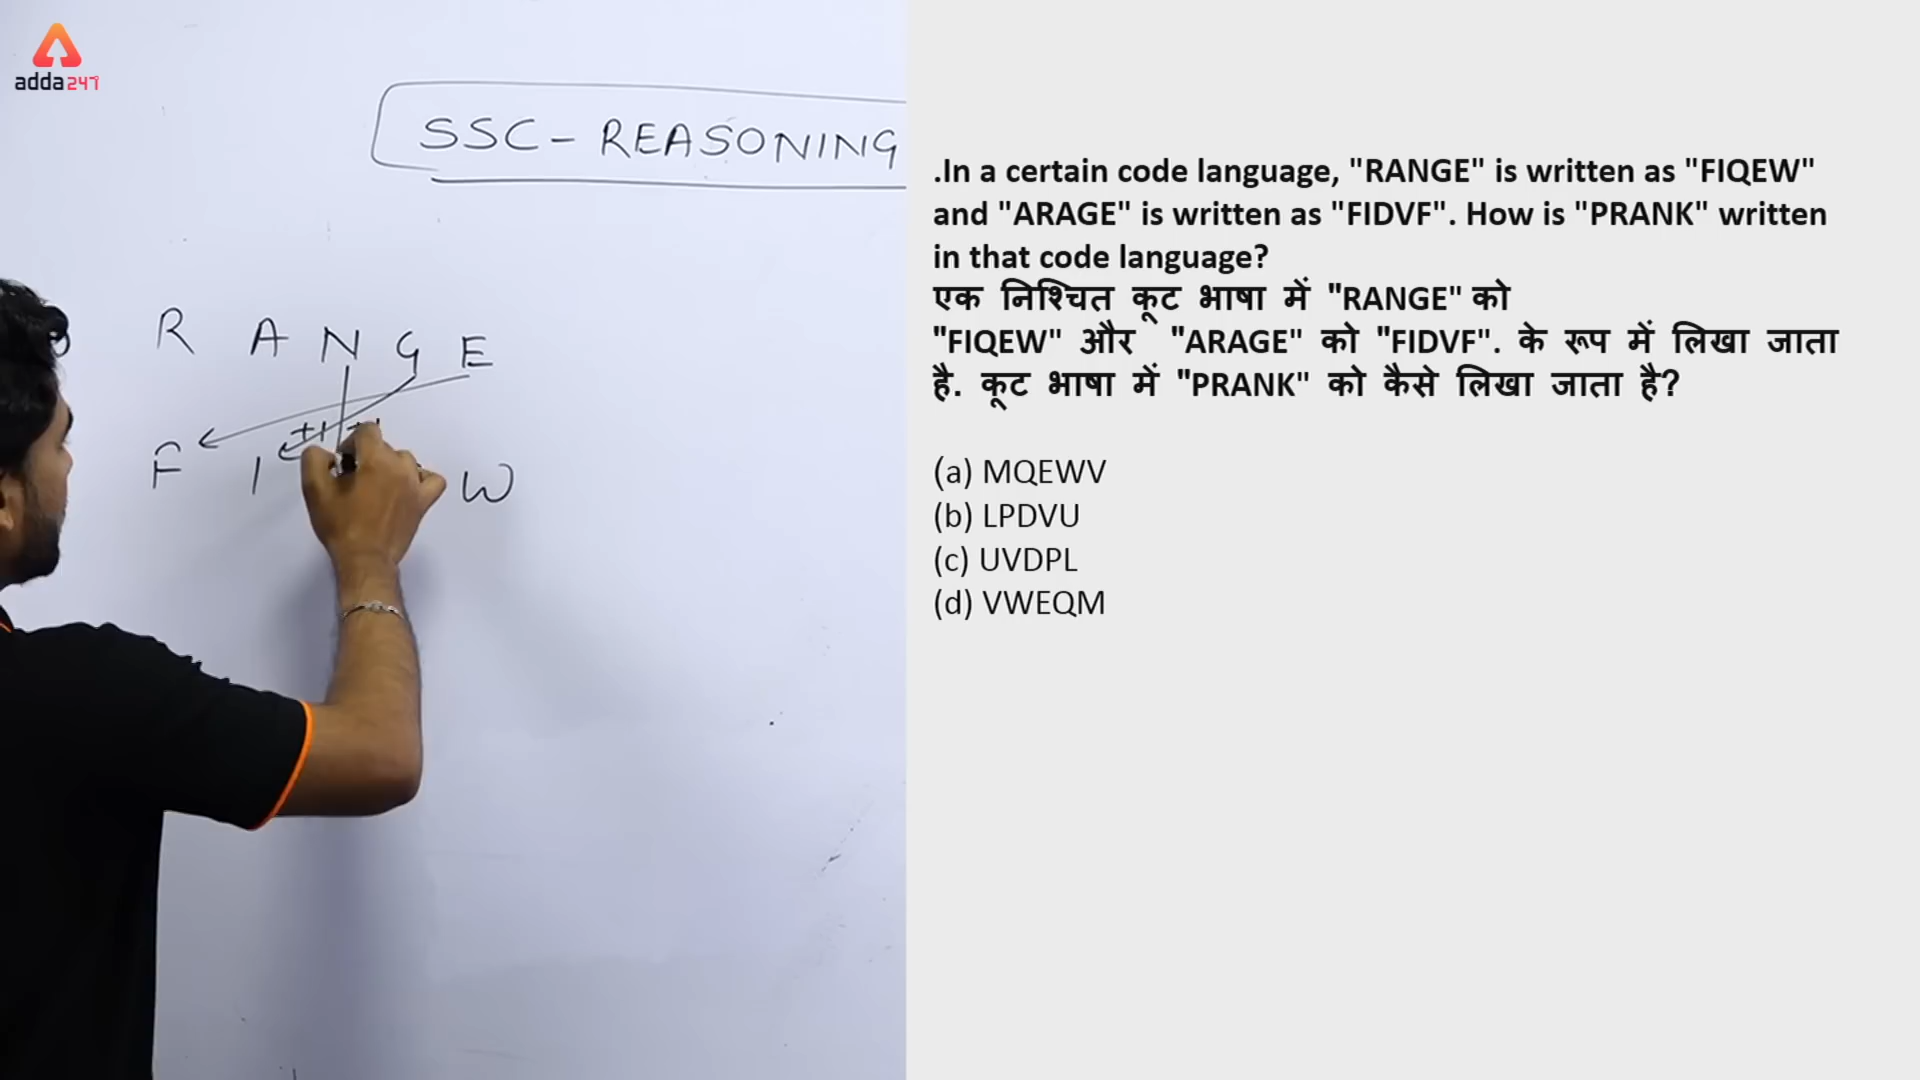 adda247
SSC - REASONING
R A N G E
+1
F I W
.In a certain code language, "RANGE" is written as "FIQEW"
and "ARAGE" is written as "FIDVF". How is "PRANK" written
in that code language?
एक निश्चित कूट भाषा में "RANGE" को
"FIQEW" और "ARAGE" को "FIDVF". के रूप में लिखा जाता
है. कूट भाषा में "PRANK" को कैसे लिखा जाता है?
(a) MQEWV
(b) LPDVU
(c) UVDPL
(d) VWEQM